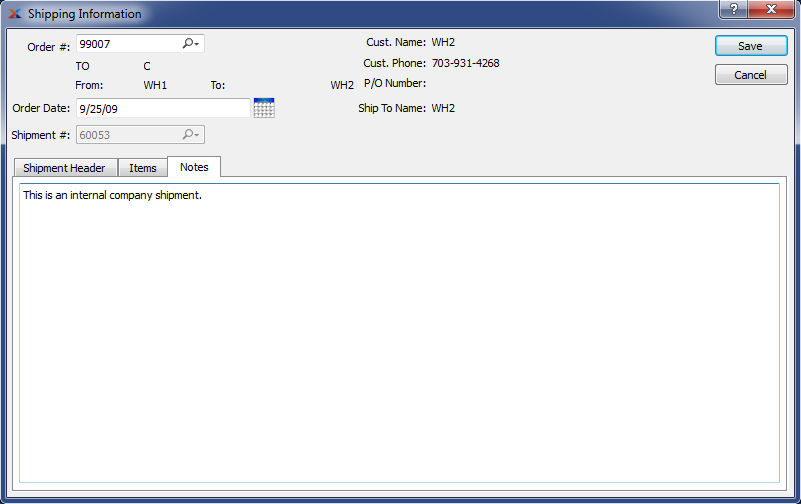 Shipping Information
Order #: 99007
Cust. Name: WH2
Save
TO C
Cust. Phone: 703-931-4268
Cancel
From: WH1 To: WH2
P/O Number:
Order Date: 9/25/09
Ship To Name: WH2
Shipment #: 60053
Shipment Header Items Notes
This is an internal company shipment.